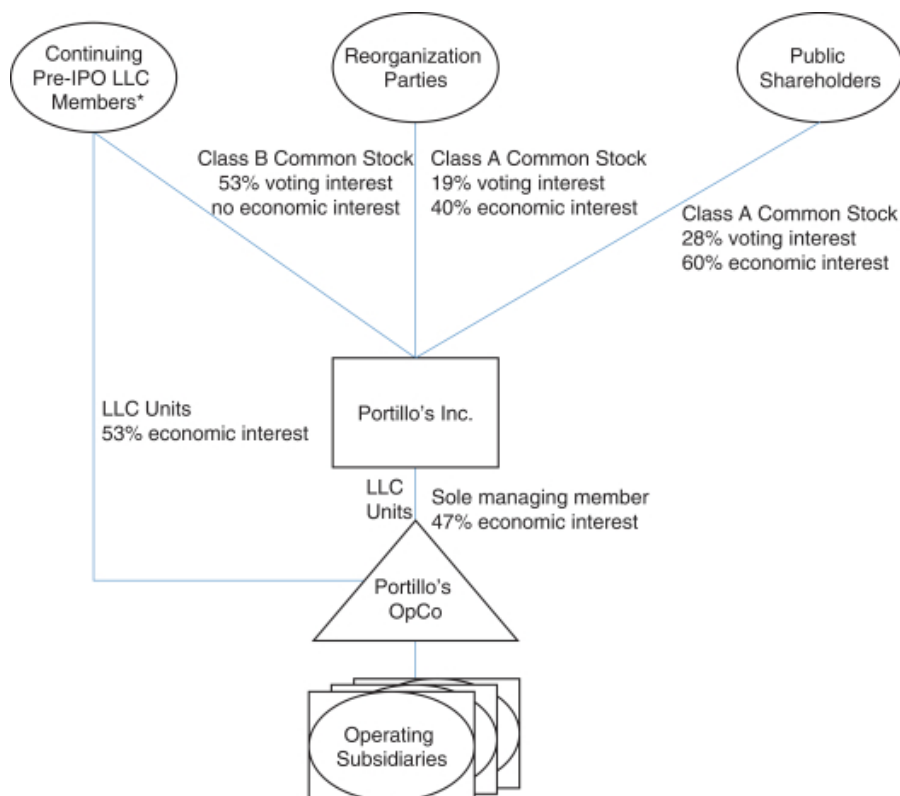 Continuing
Pre-IPO LLC
Members*
Reorganization
Parties
Public
Shareholders
Class B Common Stock
53% voting interest
no economic interest
Class A Common Stock
19% voting interest
40% economic interest
Class A Common Stock
28% voting interest
60% economic interest
Portillo's Inc.
LLC Units
53% economic interest
LLC
Units
Sole managing member
47% economic interest
Portillo's
OpCo
Operating
Subsidiaries